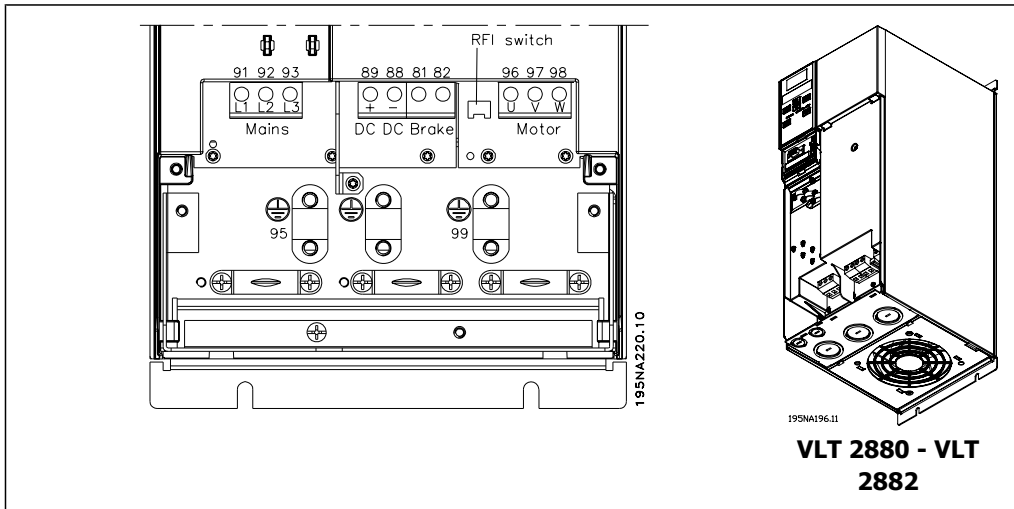 RFI switch
91 92 93 89 88 81 82 96 97 98
+ −
L1 L2 L3 U V W
Mains DC DC Brake Motor
95 99
195NA220.10
195NA196.11
VLT 2880 - VLT
2882